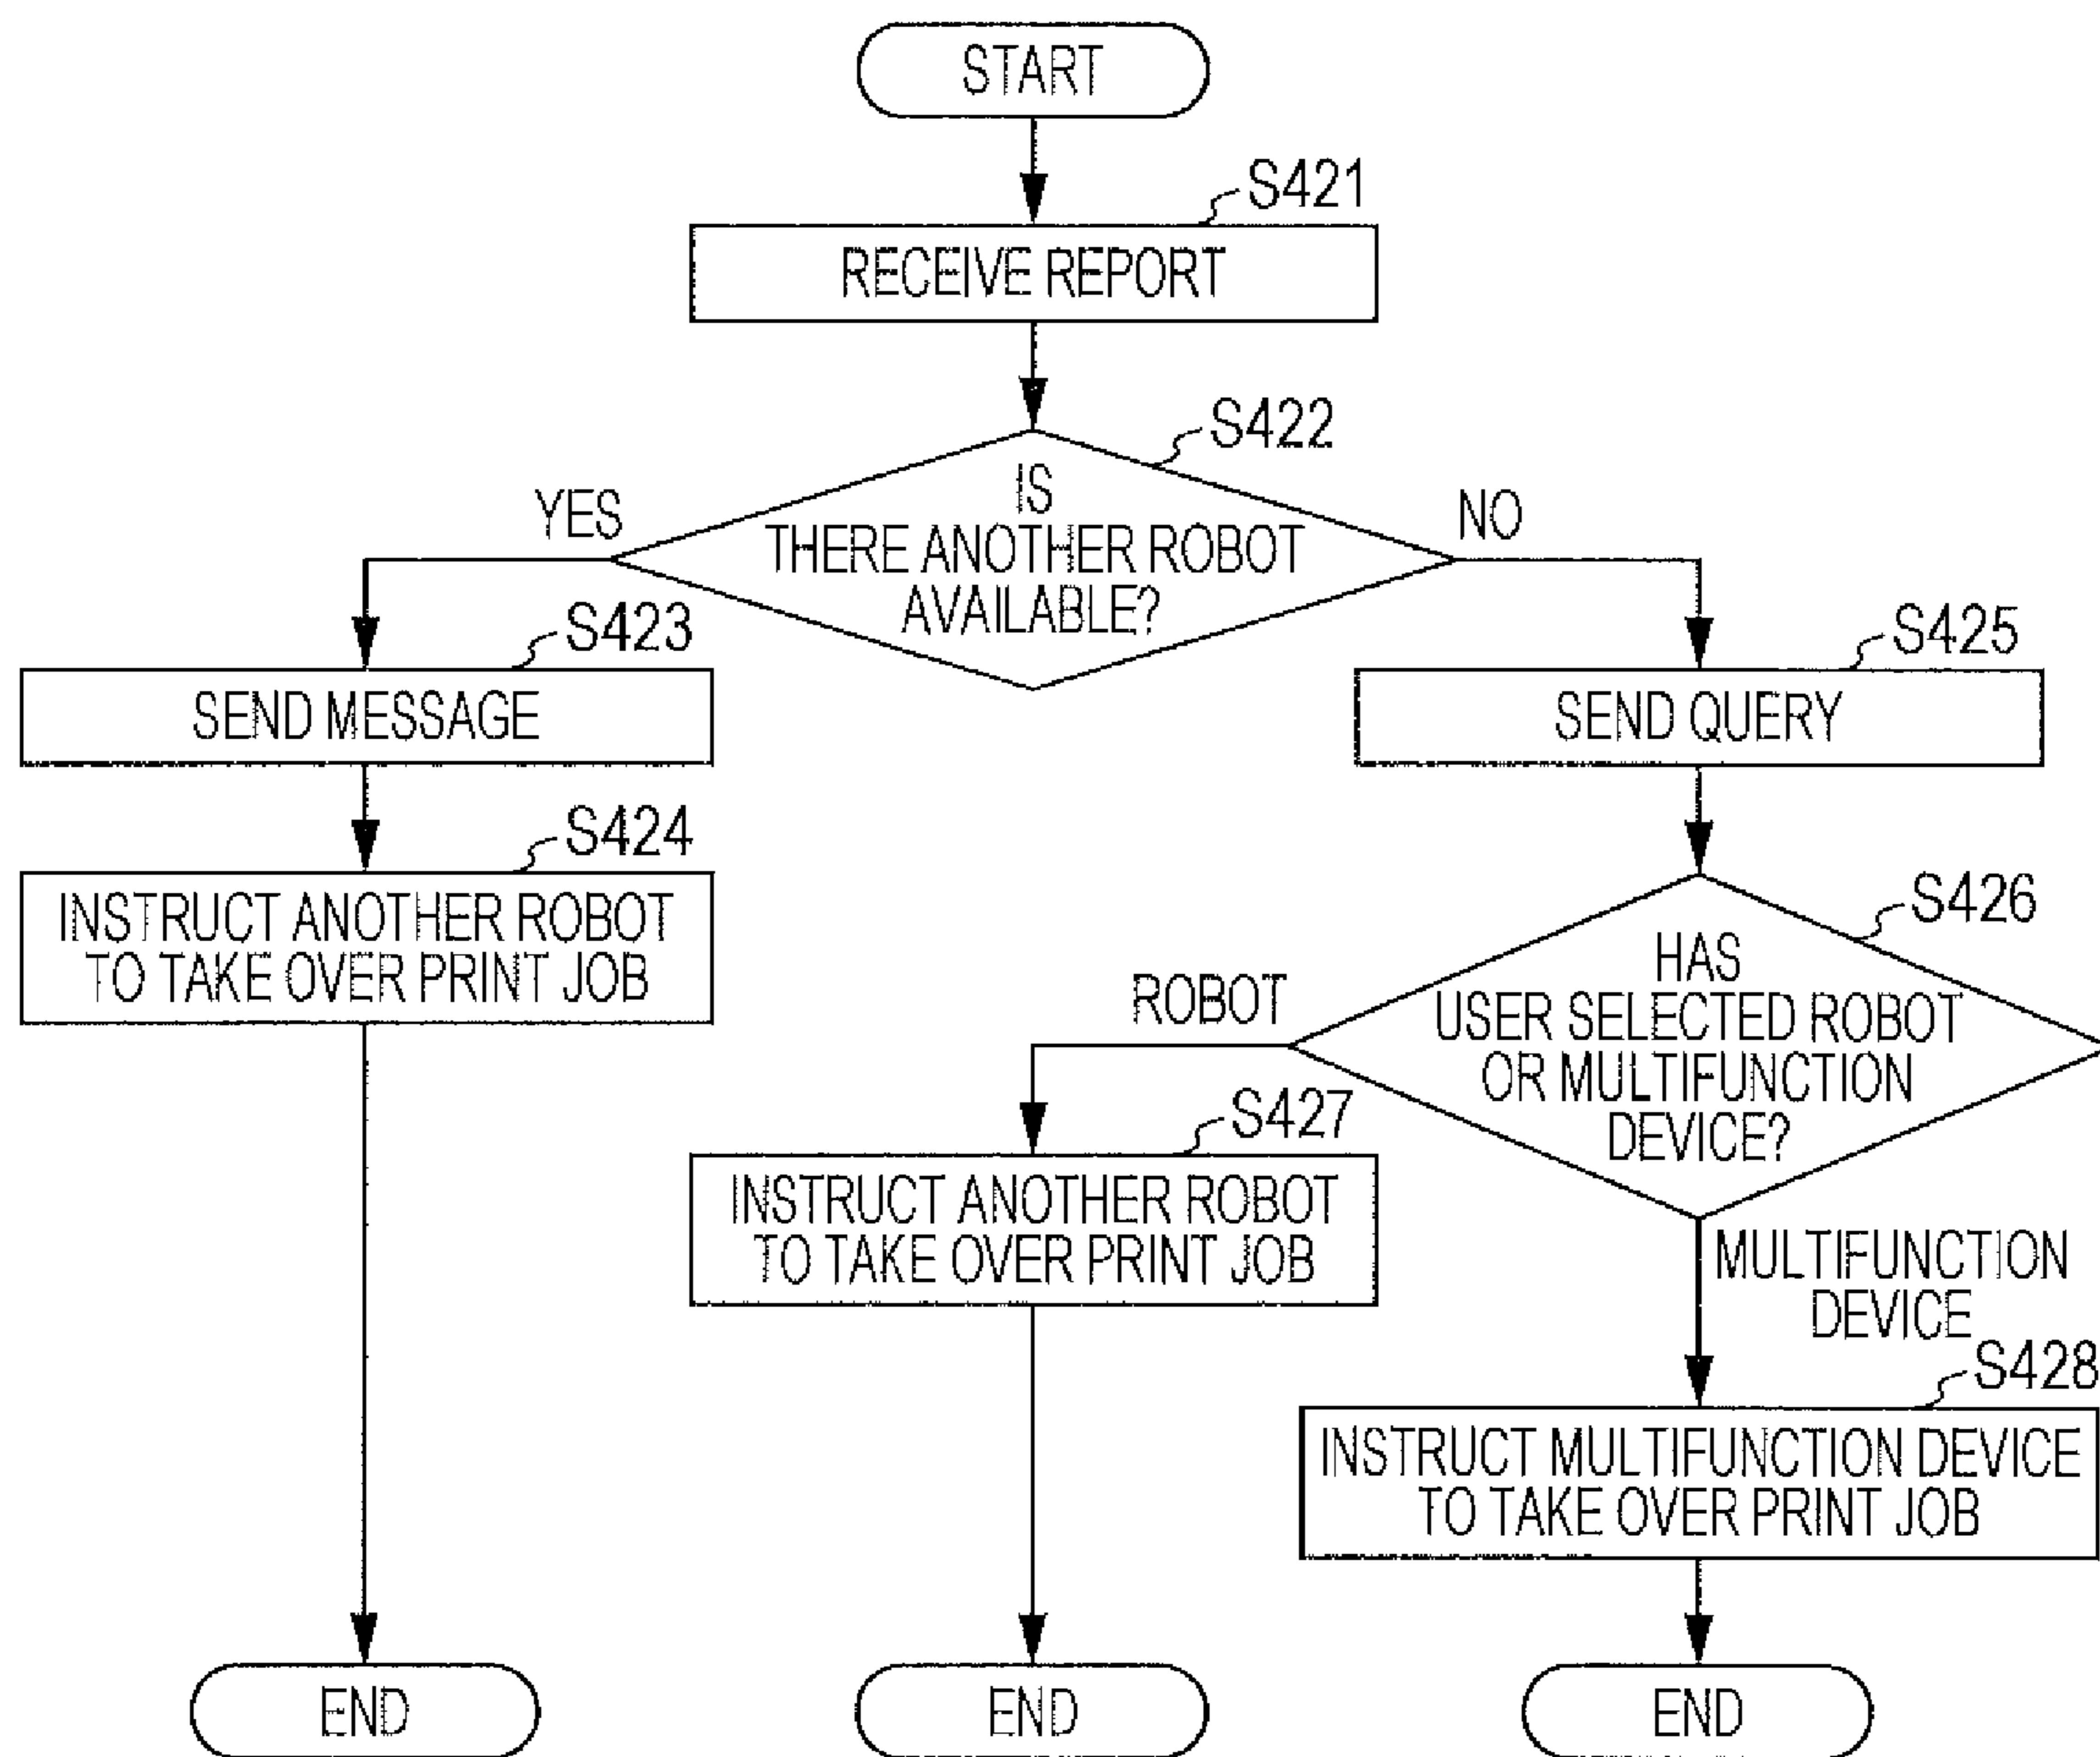 START
S421
RECEIVE REPORT
S422
IS
THERE ANOTHER ROBOT
AVAILABLE?
YES
NO
S423
SEND MESSAGE
S425
SEND QUERY
S424
INSTRUCT ANOTHER ROBOT
TO TAKE OVER PRINT JOB
S426
HAS
USER SELECTED ROBOT
OR MULTIFUNCTION
DEVICE?
ROBOT
S427
INSTRUCT ANOTHER ROBOT
TO TAKE OVER PRINT JOB
MULTIFUNCTION
DEVICE
S428
INSTRUCT MULTIFUNCTION DEVICE
TO TAKE OVER PRINT JOB
END
END
END